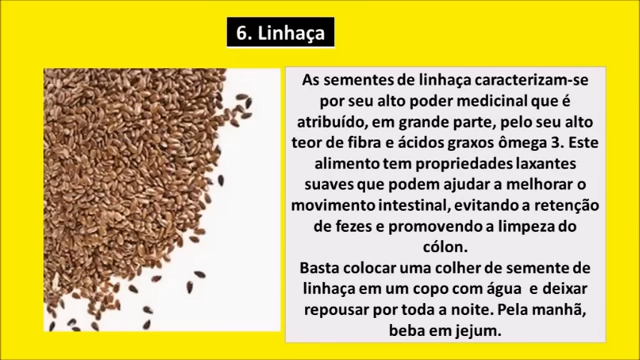 6. Linhaça
As sementes de linhaça caracterizam-se
por seu alto poder medicinal que é
atribuído, em grande parte, pelo seu alto
teor de fibra e ácidos graxos ômega 3. Este
alimento tem propriedades laxantes
suaves que podem ajudar a melhorar o
movimento intestinal, evitando a retenção
de fezes e promovendo a limpeza do
cólon.
Basta colocar uma colher de semente de
linhaça em um copo com água e deixar
repousar por toda a noite. Pela manhã,
beba em jejum.